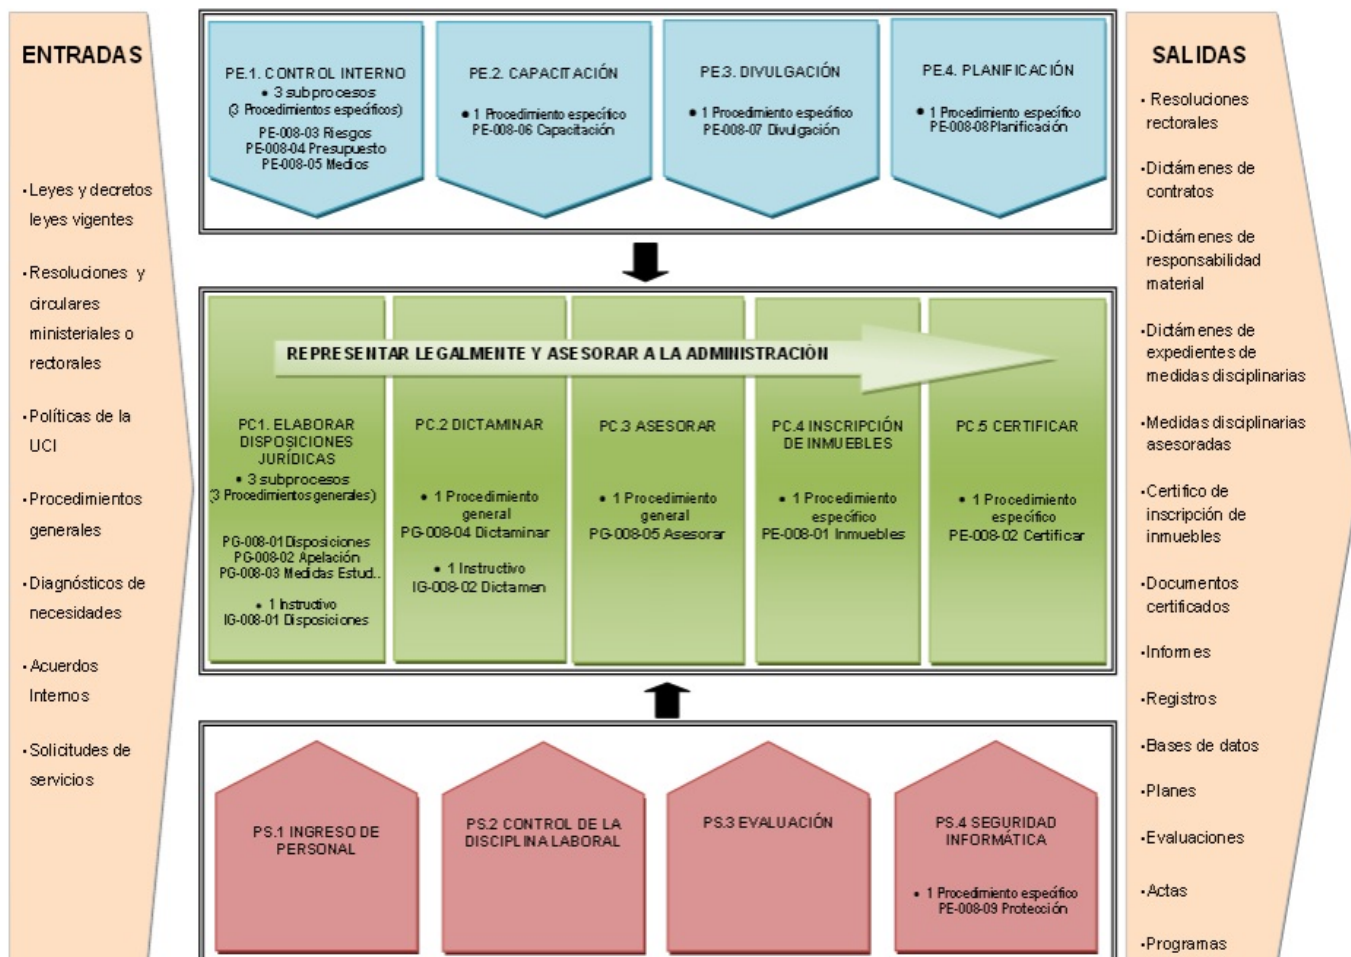 ENTRADAS
•Leyes y decretos
leyes vigentes
•Resoluciones y
circulares
ministeriales o
rectorales
•Políticas de la
UCI
•Procedimientos
generales
•Diagnósticos de
necesidades
•Acuerdos
Internos
•Solicitudes de
servicios
PE.1. CONTROL INTERNO
• 3 subprocesos
(3 Procedimientos específicos)
PE-008-03 Riesgos
PE-008-04 Presupuesto
PE-008-05 Medios
PE.2. CAPACITACIÓN
• 1 Procedimiento específico
PE-008-06 Capacitación
PE.3. DIVULGACIÓN
• 1 Procedimiento específico
PE-008-07 Divulgación
PE.4. PLANIFICACIÓN
• 1 Procedimiento específico
PE-008-08Planificación
REPRESENTAR LEGALMENTE Y ASESORAR A LA ADMINISTRACIÓN
PC1. ELABORAR
DISPOSICIONES
JURÍDICAS
• 3 subprocesos
(3 Procedimientos generales)
PG-008-01Disposiciones
PG-008-02 Apelación
PG-008-03 Medidas Estud..
• 1 Instructivo
IG-008-01 Disposiciones
PC.2 DICTAMINAR
• 1 Procedimiento
general
PG-008-04 Dictaminar
• 1 Instructivo
IG-008-02 Dictamen
PC.3 ASESORAR
• 1 Procedimiento
general
PG-008-05 Asesorar
PC.4 INSCRIPCIÓN
DE INMUEBLES
• 1 Procedimiento
específico
PE-008-01 Inmuebles
PC.5 CERTIFICAR
• 1 Procedimiento
específico
PE-008-02 Certificar
PS.1 INGRESO DE
PERSONAL
PS.2 CONTROL DE LA
DISCIPLINA LABORAL
PS.3 EVALUACIÓN
PS.4 SEGURIDAD
INFORMÁTICA
• 1 Procedimiento específico
PE-008-09 Protección
SALIDAS
• Resoluciones
rectorales
•Dictámenes de
contratos
•Dictámenes de
responsabilidad
material
•Dictámenes de
expedientes de
medidas disciplinarias
•Medidas disciplinarias
asesoradas
•Certifico de
inscripción de
inmuebles
•Documentos
certificados
•Informes
•Registros
•Bases de datos
•Planes
•Evaluaciones
•Actas
•Programas